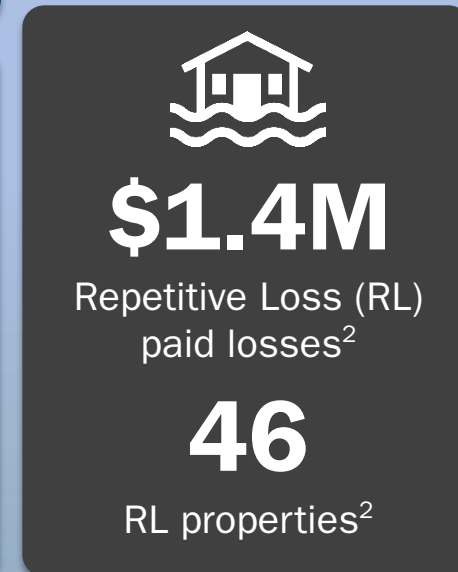 $1.4M
Repetitive Loss (RL)
paid losses²
46
RL properties²